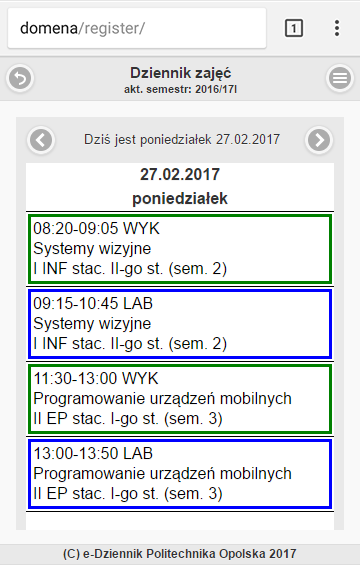 domena/register/
1
Dziennik zajęć
akt. semestr: 2016/17l
Dziś jest poniedziałek 27.02.2017
27.02.2017
poniedziałek
08:20-09:05 WYK
Systemy wizyjne
I INF stac. II-go st. (sem. 2)
09:15-10:45 LAB
Systemy wizyjne
I INF stac. II-go st. (sem. 2)
11:30-13:00 WYK
Programowanie urządzeń mobilnych
II EP stac. I-go st. (sem. 3)
13:00-13:50 LAB
Programowanie urządzeń mobilnych
II EP stac. I-go st. (sem. 3)
(C) e-Dziennik Politechnika Opolska 2017